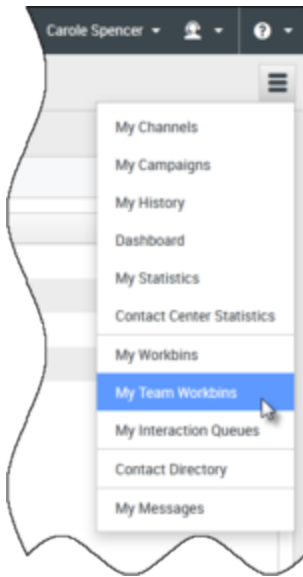 Carole Spencer
?
My Channels
My Campaigns
My History
Dashboard
My Statistics
Contact Center Statistics
My Workbins
My Team Workbins
My Interaction Queues
Contact Directory
My Messages